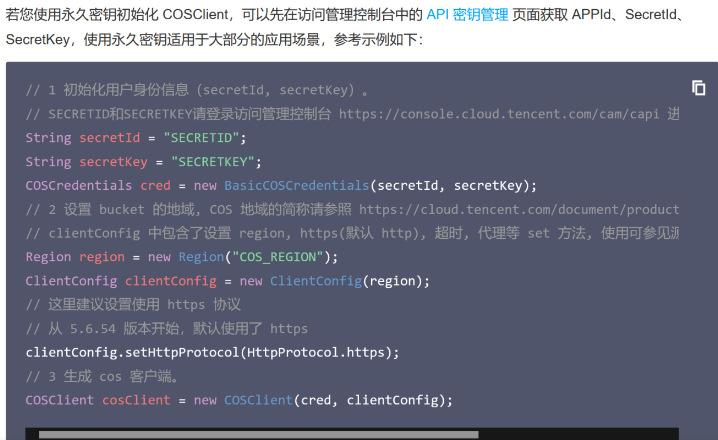 若您使用永久密钥初始化 COSClient，可以先在访问管理控制台中的 API 密钥管理 页面获取 APPId、SecretId、
SecretKey，使用永久密钥适用于大部分的应用场景，参考示例如下：
// 1 初始化用户身份信息（secretId, secretKey）。
// SECRETID和SECRETKEY请登录访问管理控制台 https://console.cloud.tencent.com/cam/capi 进
String secretId = "SECRETID";
String secretKey = "SECRETKEY";
COSCredentials cred = new BasicCOSCredentials(secretId, secretKey);
// 2 设置 bucket 的地域, COS 地域的简称请参照 https://cloud.tencent.com/document/product
// clientConfig 中包含了设置 region, https(默认 http), 超时, 代理等 set 方法, 使用可参见源
Region region = new Region("COS_REGION");
ClientConfig clientConfig = new ClientConfig(region);
// 这里建议设置使用 https 协议
// 从 5.6.54 版本开始，默认使用了 https
clientConfig.setHttpProtocol(HttpProtocol.https);
// 3 生成 cos 客户端。
COSClient cosClient = new COSClient(cred, clientConfig);